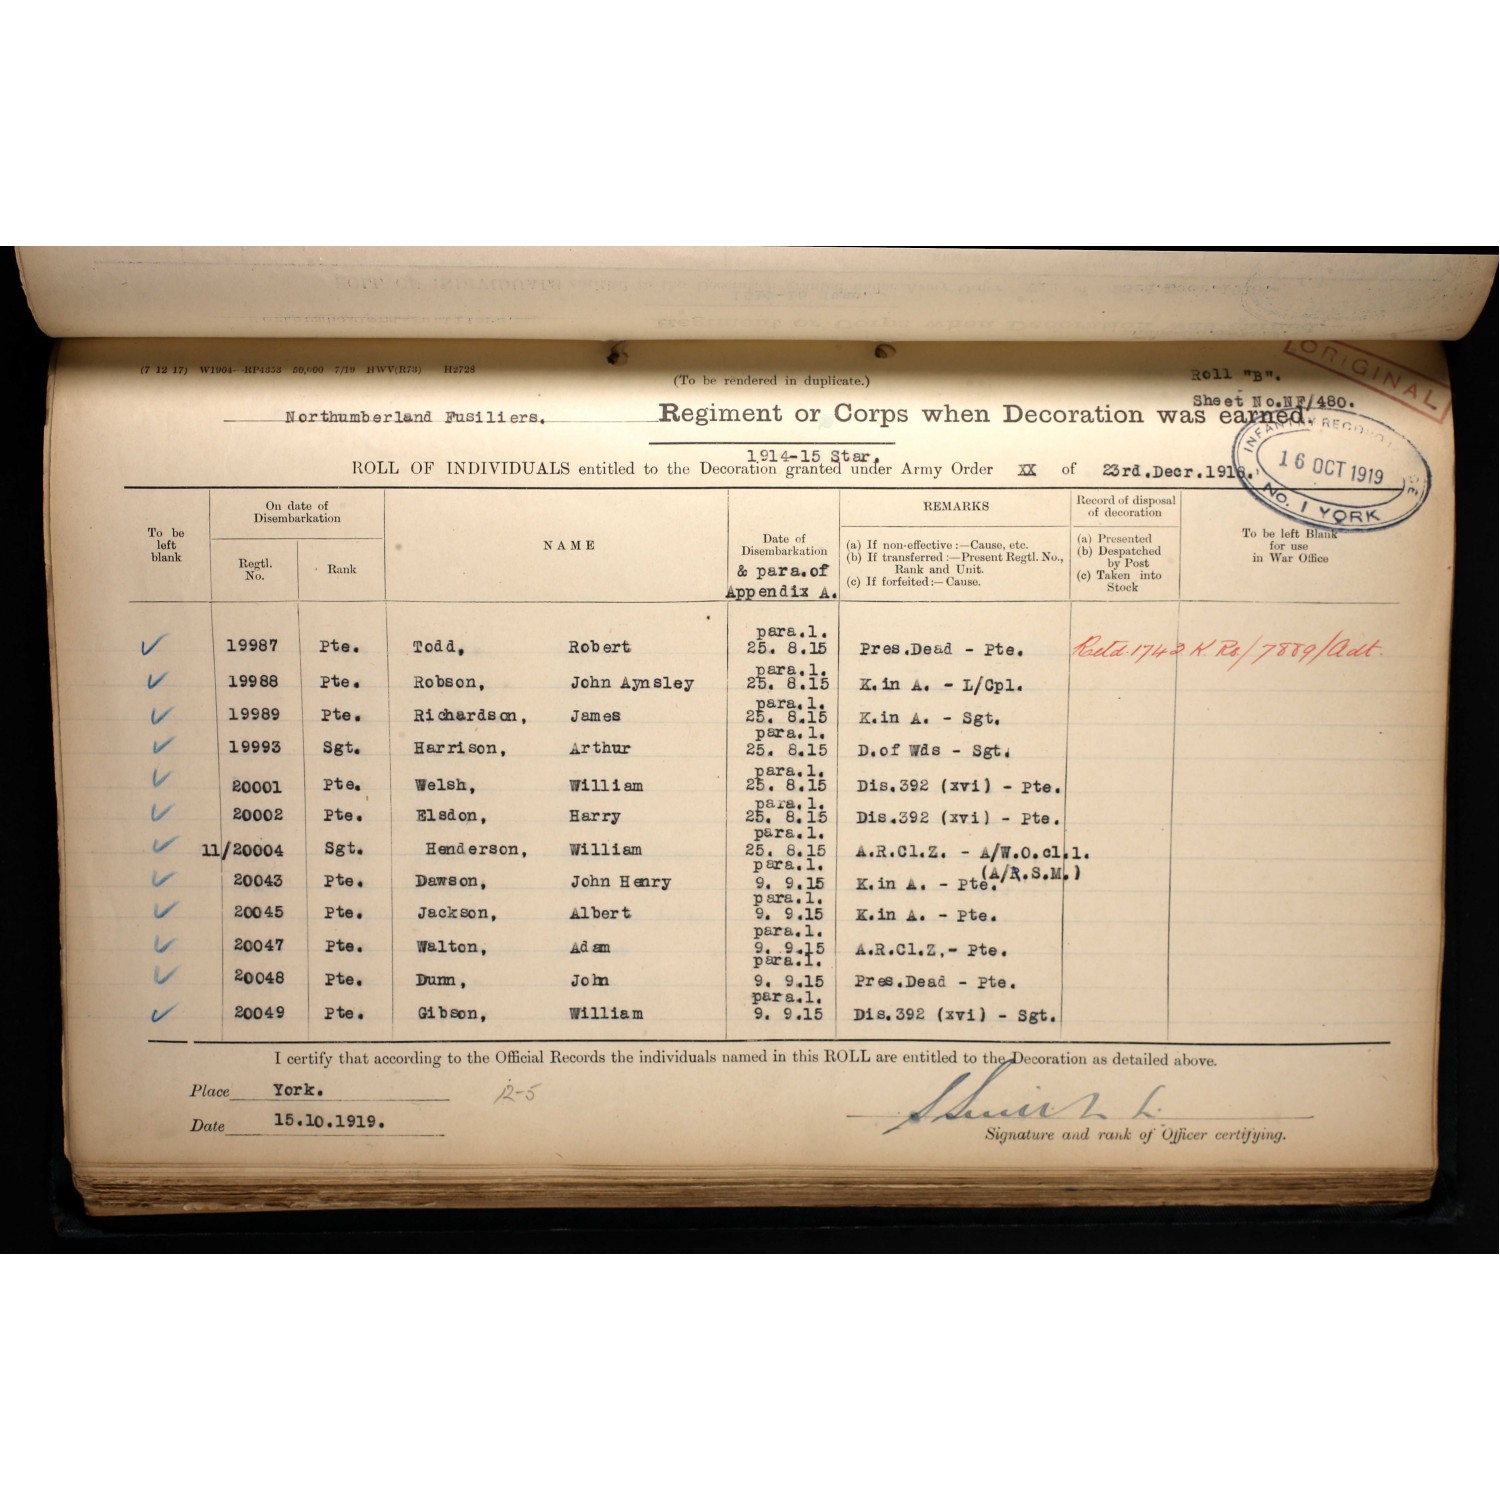 (7 12 17) W1904—RP4353 50,000 7/19 HWV(R73) H2728
(To be rendered in duplicate.)
Roll "B".
ORIGINAL
Sheet No.NF/480.
Northumberland Fusiliers. Regiment or Corps when Decoration was earned.
1914-15 Star.
ROLL OF INDIVIDUALS entitled to the Decoration granted under Army Order XX of 23rd.Decr.1918.
INFANTRY RECORD
16 OCT 1919
No. 1 YORK
To be left blank
On date of Disembarkation
Regtl. No.
Rank
NAME
Date of Disembarkation
& para.of
Appendix A.
REMARKS
(a) If non-effective :—Cause, etc.
(b) If transferred :—Present Regtl. No., Rank and Unit.
(c) If forfeited :—Cause.
Record of disposal of decoration
(a) Presented
(b) Despatched by Post
(c) Taken into Stock
To be left Blank for use in War Office
para.1.
19987 Pte. Todd, Robert 25. 8.15 Pres.Dead - Pte. Retd. 1743 K Rs/7889/Adt.
para.1.
19988 Pte. Robson, John Aynsley 25. 8.15 K.in A. - L/Cpl.
para.1.
19989 Pte. Richardson, James 25. 8.15 K.in A. - Sgt.
para.1.
19993 Sgt. Harrison, Arthur 25. 8.15 D.of Wds - Sgt.
para.1.
20001 Pte. Welsh, William 25. 8.15 Dis.392 (xvi) - Pte.
para.1.
20002 Pte. Elsdon, Harry 25. 8.15 Dis.392 (xvi) - Pte.
para.1.
11/20004 Sgt. Henderson, William 25. 8.15 A.R.Cl.Z. - A/W.O.cl.1.
(A/R.S.M.)
para.1.
20043 Pte. Dawson, John Henry 9. 9.15 K.in A. - Pte.
para.1.
20045 Pte. Jackson, Albert 9. 9.15 K.in A. - Pte.
para.1.
20047 Pte. Walton, Adam 9. 9.15 A.R.Cl.Z,- Pte.
para.1.
20048 Pte. Dunn, John 9. 9.15 Pres.Dead - Pte.
para.1.
20049 Pte. Gibson, William 9. 9.15 Dis.392 (xvi) - Sgt.
I certify that according to the Official Records the individuals named in this ROLL are entitled to the Decoration as detailed above.
Place York.
12-5
Date 15.10.1919.
Signature and rank of Officer certifying.